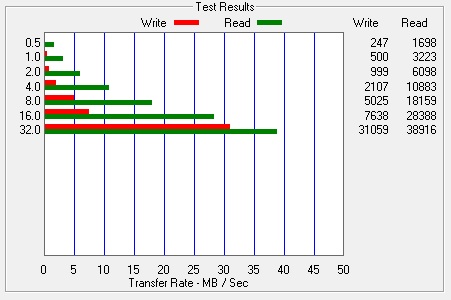 Test Results
Write Read Write Read
0.5 247 1698
1.0 500 3223
2.0 999 6098
4.0 2107 10883
8.0 5025 18159
16.0 7638 28388
32.0 31059 38916
0 5 10 15 20 25 30 35 40 45 50
Transfer Rate - MB / Sec